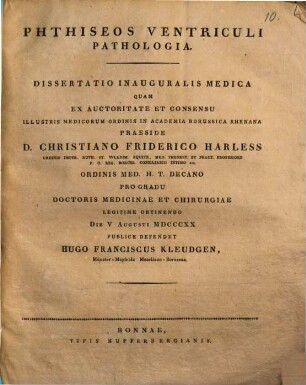 10.
PHTHISEOS VENTRICULI
PATHOLOGIA.
DISSERTATIO INAUGURALIS MEDICA
QUAM
EX AUCTORITATE ET CONSENSU
ILLUSTRIS MEDICORUM ORDINIS IN ACADEMIA BORUSSICA RHENANA
PRAESIDE
D. CHRISTIANO FRIDERICO HARLESS
ORDINIS MED. H. T. DECANO
PRO GRADU
DOCTORIS MEDICINAE ET CHIRURGIAE
LEGITIME OBTINENDO
DIE V AUGUSTI MDCCCXX
PUBLICE DEFENDET
HUGO FRANCISCUS KLEUDGEN,
BONNAE,
TYPIS